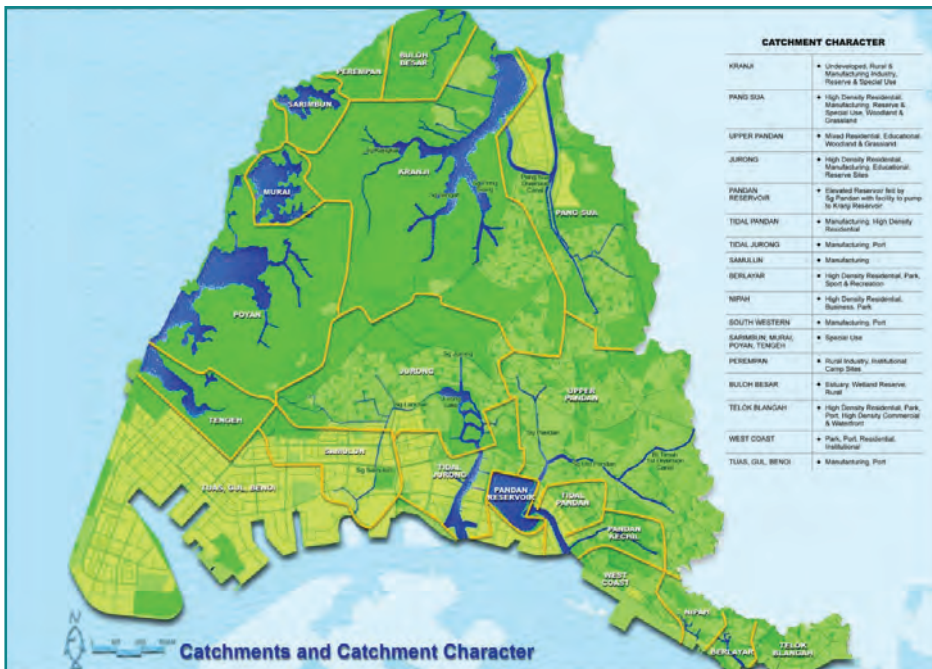 CATCHMENT CHARACTER
KRANJI
Undeveloped, Rural &
Manufacturing Industry,
Reserve & Special Use
PANG SUA
High Density Residential,
Manufacturing, Reserve &
Special Use, Woodland &
Grassland
UPPER PANDAN
Mixed Residential, Educational,
Woodland & Grassland
JURONG
High Density Residential,
Manufacturing, Educational,
Reserve Sites
PANDAN
RESERVOIR
Elevated Reservoir fed by
Sg Pandan with facility to pump
to Kranji Reservoir
TIDAL PANDAN
Manufacturing, High Density
Residential
TIDAL JURONG
Manufacturing, Port
SAMULUN
Manufacturing
BERLAYAR
High Density Residential, Park,
Sport & Recreation
NIPAH
High Density Residential,
Business, Park
SOUTH WESTERN
Manufacturing, Port
SARIMBUN, MURAI,
POYAN, TENGEH
Special Use
PEREMPAN
Rural Industry, Institutional
Camp Sites
BULOH BESAR
Estuary, Wetland Reserve,
Rural
TELOK BLANGAH
High Density Residential, Park,
Port, High Density Commercial
& Waterfront
WEST COAST
Park, Port, Residential,
Institutional
TUAS, GUL, BENOI
Manufacturing, Port
BULOH
BESAR
PEREMPAN
SARIMBUN
KRANJI
MURAI
PANG SUA
Pang Sua
Diversion
Canal
POYAN
JURONG
UPPER
PANDAN
TENGEH
Jurong
Lake
TIDAL
JURONG
TUAS, GUL, BENOI
PANDAN
RESERVOIR
TIDAL
PANDAN
PANDAN
KECHIL
WEST
COAST
NIPAH
BERLAYAR
TELOK
BLANGAH
N
Catchments and Catchment Character